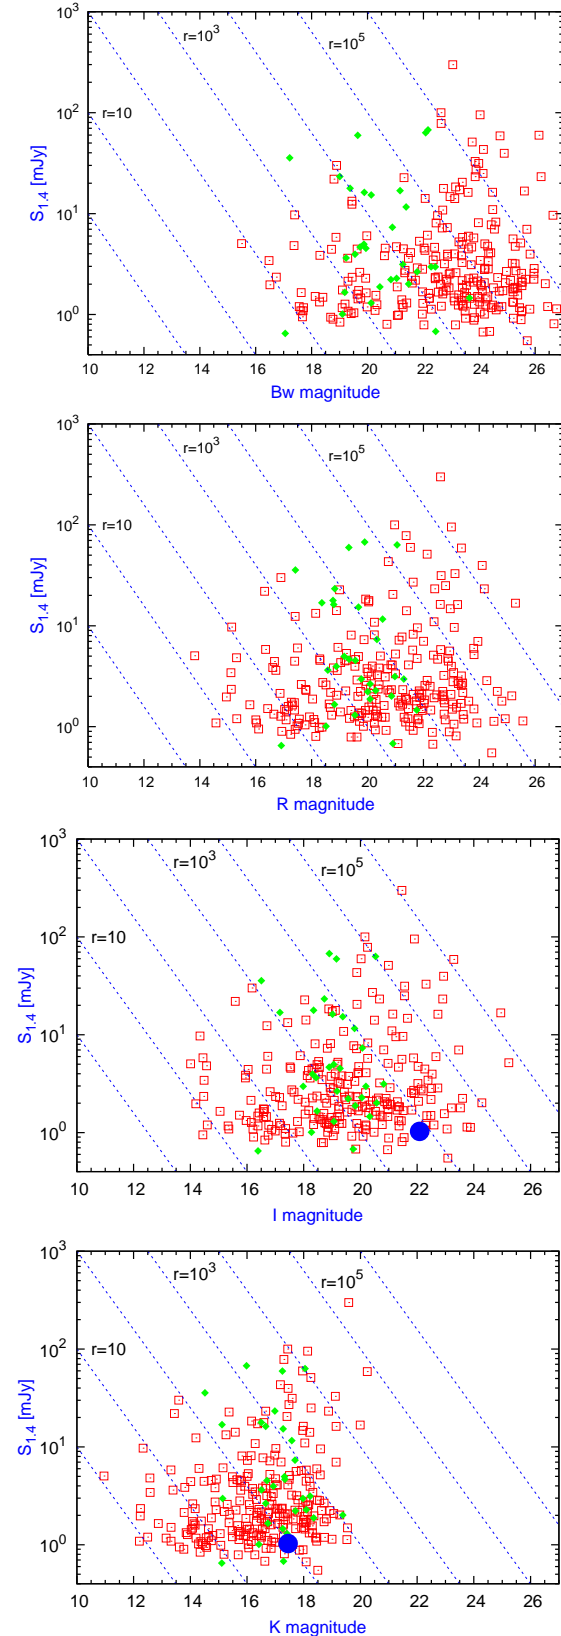 10³
r=10³
r=10⁵
10²
r=10
S₁.₄ [mJy]
10¹
10⁰
10 12 14 16 18 20 22 24 26
Bw magnitude
10³
r=10³
r=10⁵
10²
r=10
S₁.₄ [mJy]
10¹
10⁰
10 12 14 16 18 20 22 24 26
R magnitude
10³
r=10³
r=10⁵
10²
r=10
S₁.₄ [mJy]
10¹
10⁰
10 12 14 16 18 20 22 24 26
I magnitude
10³
r=10³
r=10⁵
10²
r=10
S₁.₄ [mJy]
10¹
10⁰
10 12 14 16 18 20 22 24 26
K magnitude